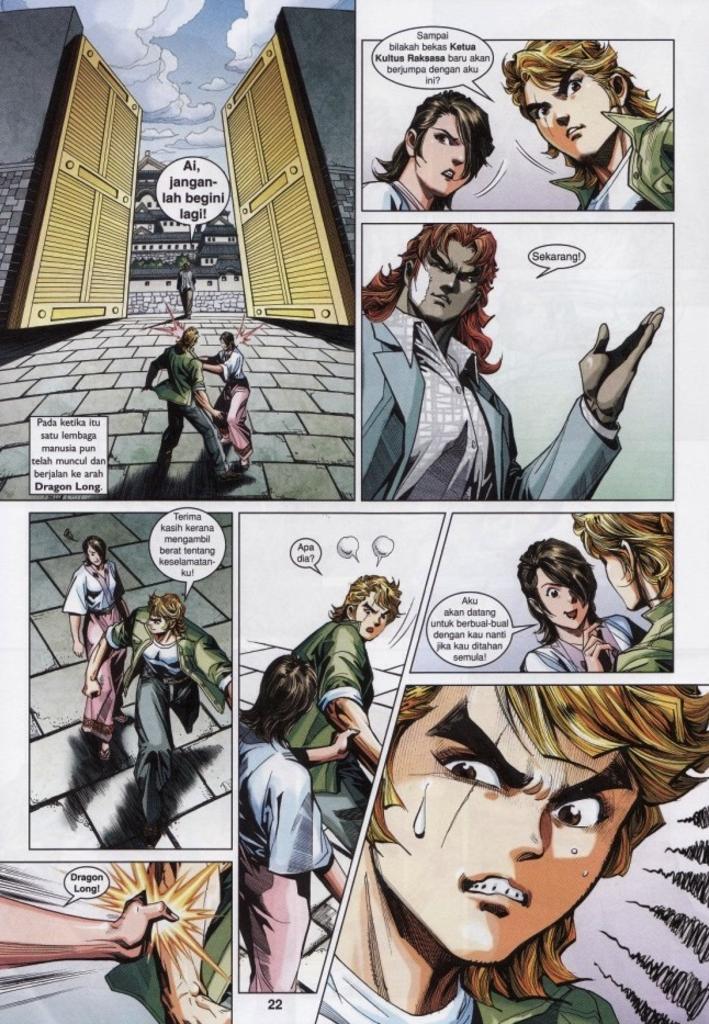 Ai,
jangan-
lah begini
lagi!
Pada ketika itu
satu lembaga
manusia pun
telah muncul dan
berjalan ke arah
Dragon Long.
Sampai
bilakah bekas Ketua
Kultus Raksasa baru akan
berjumpa dengan aku
ini?
Sekarang!
Terima
kasih kerana
mengambil
berat tentang
keselamatan-
ku!
Apa
dia?
Aku
akan datang
untuk berbual-bual
dengan kau nanti
jika kau ditahan
semula!
Dragon
Long!
22